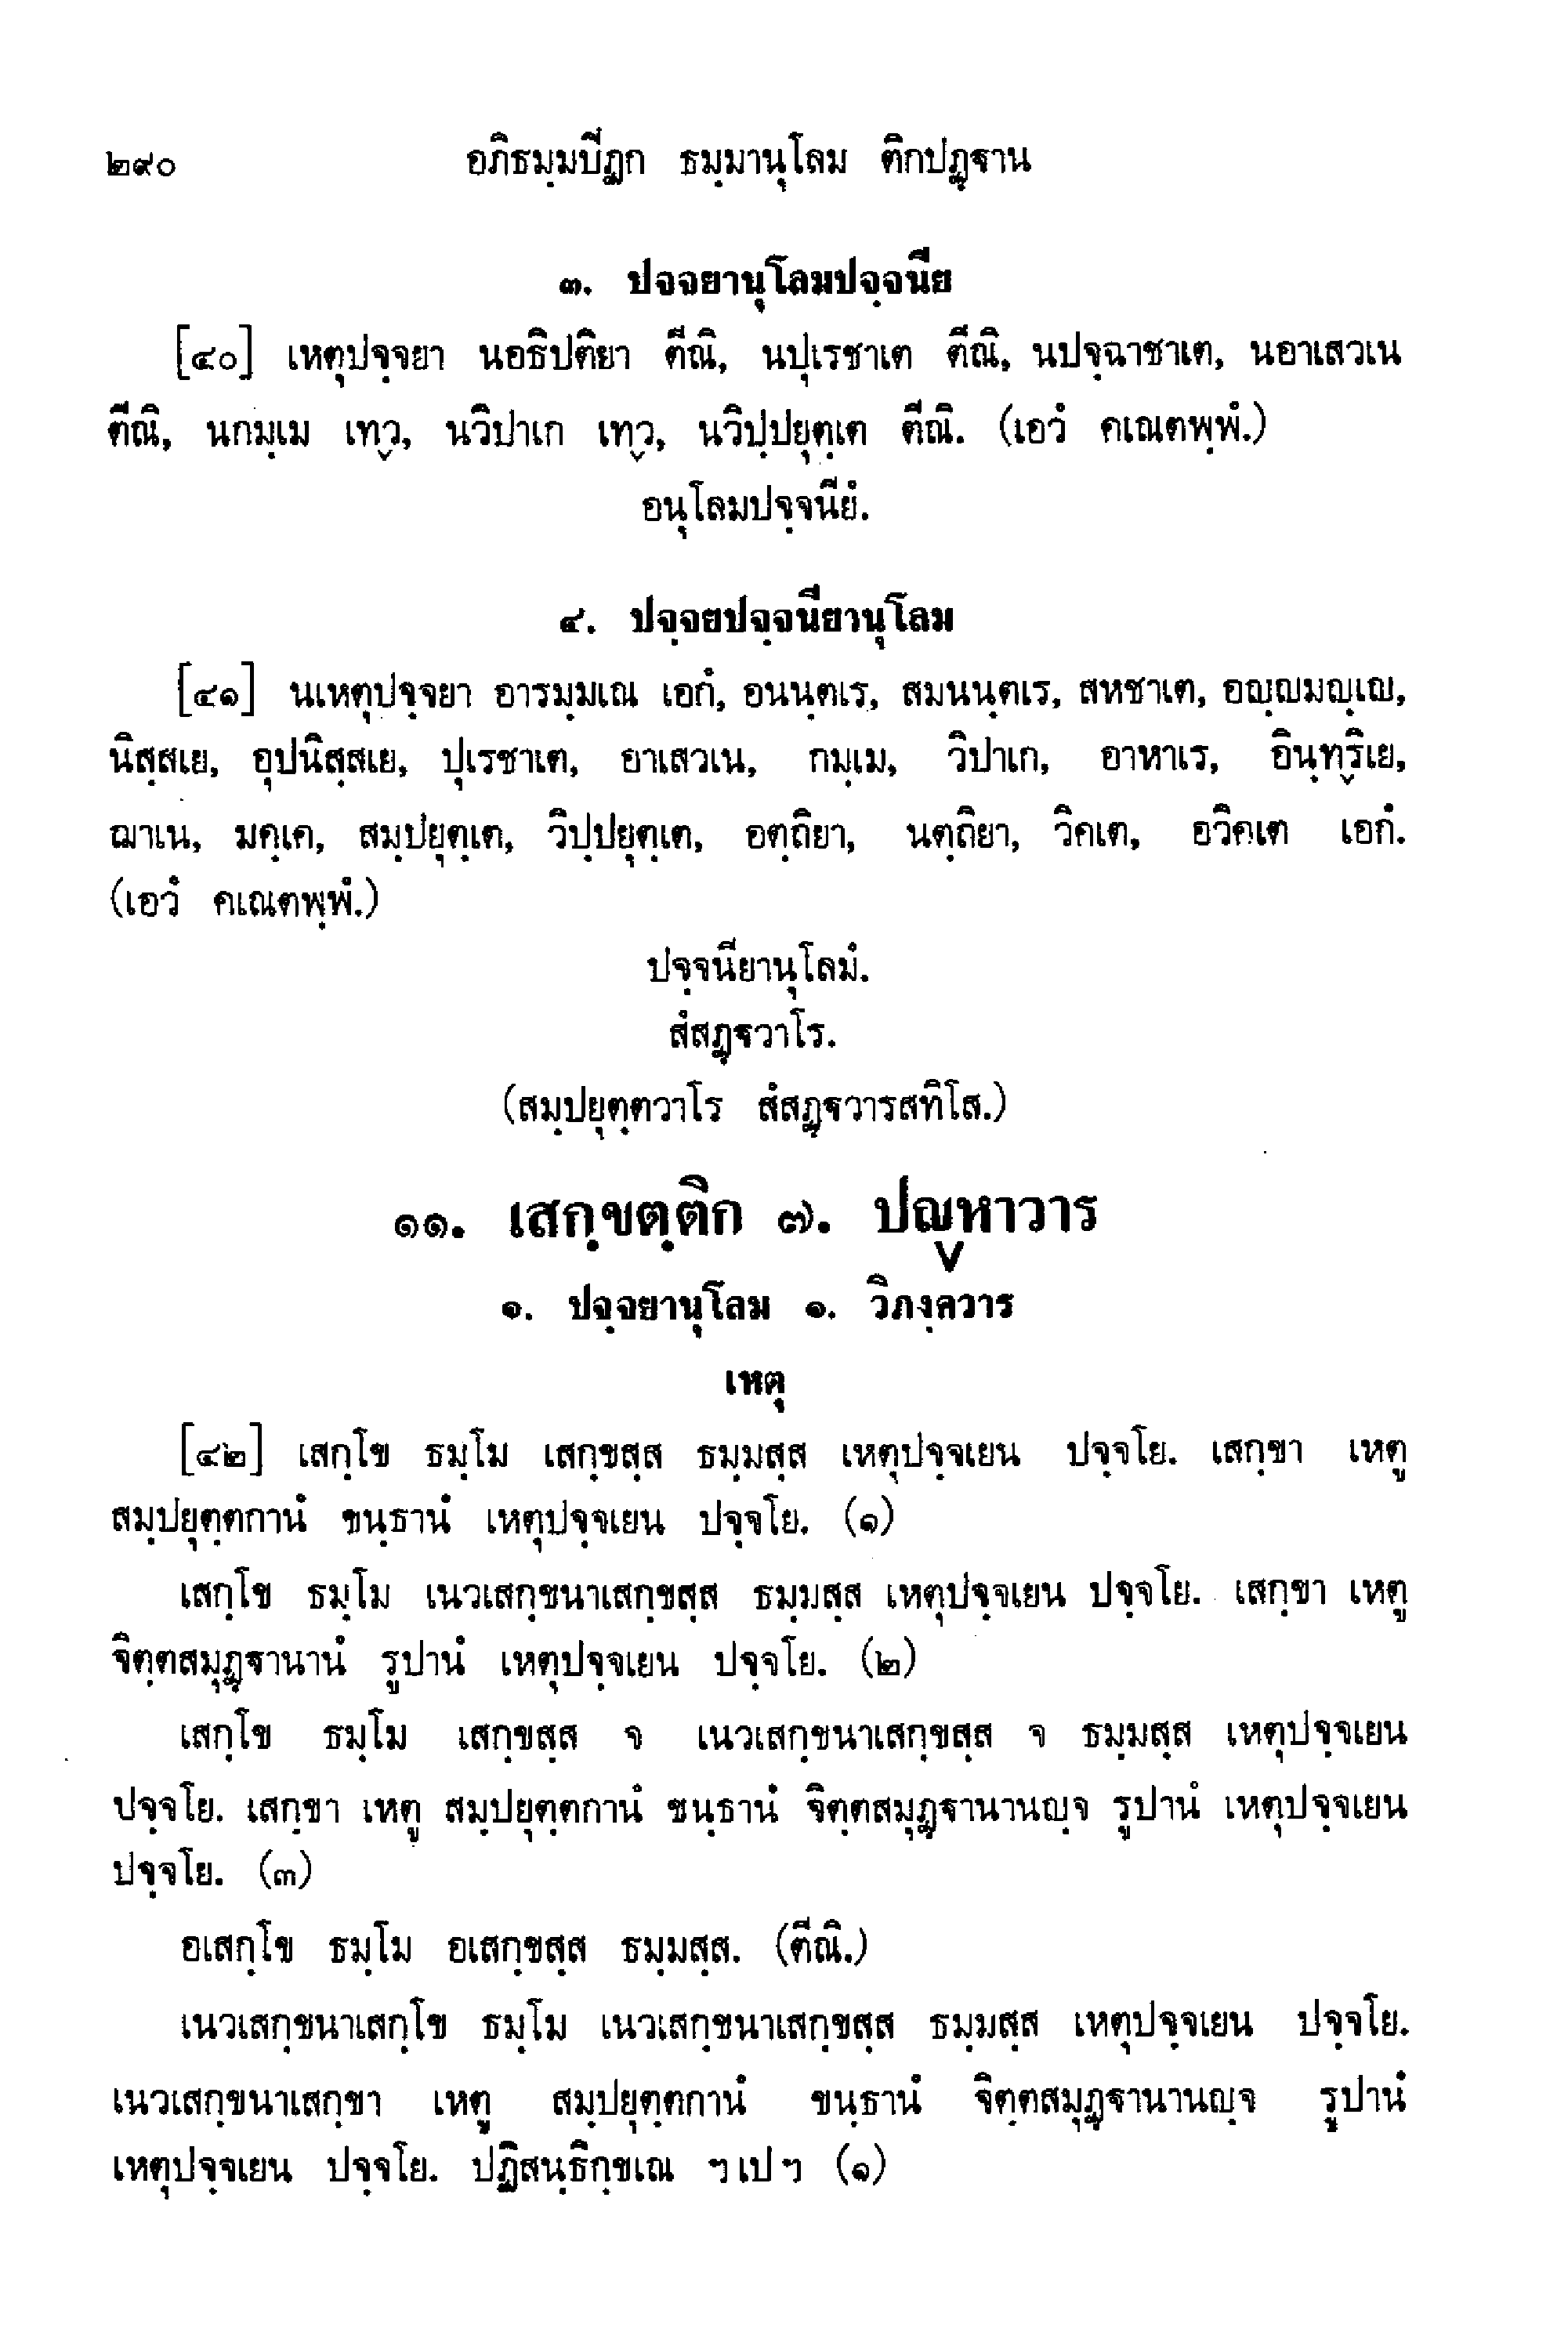 ๒๙๐ อภิธมฺมปิฏก ธมฺมานุโลม ติกปฏฺฐาน
๓. ปจฺจยานุโลมปจฺจนีย
[๔๐] เหตุปจฺจยา นอธิปติยา ตีณิ, นปุเรชาเต ตีณิ, นปจฺฉาชาเต, นอาเสวเน
ตีณิ, นกมฺเม เทฺว, นวิปาเก เทฺว, นวิปฺปยุตฺเต ตีณิ. (เอวํ คเณตพฺพํ.)
อนุโลมปจฺจนียํ.
๔. ปจฺจยปจฺจนียานุโลม
[๔๑] นเหตุปจฺจยา อารมฺมเณ เอกํ, อนนฺตเร, สมนนฺตเร, สหชาเต, อญฺญมญฺเญ,
นิสฺสเย, อุปนิสฺสเย, ปุเรชาเต, อาเสวเน, กมฺเม, วิปาเก, อาหาเร, อินฺทฺริเย,
ฌาเน, มคฺเค, สมฺปยุตฺเต, วิปฺปยุตฺเต, อตฺถิยา, นตฺถิยา, วิคเต, อวิคเต เอกํ.
(เอวํ คเณตพฺพํ.)
ปจฺจนียานุโลมํ.
สํสฏฺฐวาโร.
(สมฺปยุตฺตวาโร สํสฏฺฐวารสทิโส.)
๑๑. เสกฺขตฺติก ๗. ปญฺหาวาร
๑. ปจฺจยานุโลม ๑. วิภงฺควาร
เหตุ
[๔๒] เสกฺโข ธมฺโม เสกฺขสฺส ธมฺมสฺส เหตุปจฺจเยน ปจฺจโย. เสกฺขา เหตู
สมฺปยุตฺตกานํ ขนฺธานํ เหตุปจฺจเยน ปจฺจโย. (๑)
เสกฺโข ธมฺโม เนวเสกฺขนาเสกฺขสฺส ธมฺมสฺส เหตุปจฺจเยน ปจฺจโย. เสกฺขา เหตู
จิตฺตสมุฏฺฐานานํ รูปานํ เหตุปจฺจเยน ปจฺจโย. (๒)
เสกฺโข ธมฺโม เสกฺขสฺส จ เนวเสกฺขนาเสกฺขสฺส จ ธมฺมสฺส เหตุปจฺจเยน
ปจฺจโย. เสกฺขา เหตู สมฺปยุตฺตกานํ ขนฺธานํ จิตฺตสมุฏฺฐานานญฺจ รูปานํ เหตุปจฺจเยน
ปจฺจโย. (๓)
อเสกฺโข ธมฺโม อเสกฺขสฺส ธมฺมสฺส. (ตีณิ.)
เนวเสกฺขนาเสกฺโข ธมฺโม เนวเสกฺขนาเสกฺขสฺส ธมฺมสฺส เหตุปจฺจเยน ปจฺจโย.
เนวเสกฺขนาเสกฺขา เหตู สมฺปยุตฺตกานํ ขนฺธานํ จิตฺตสมุฏฺฐานานญฺจ รูปานํ
เหตุปจฺจเยน ปจฺจโย. ปฏิสนฺธิกฺขเณ ฯเปฯ (๑)